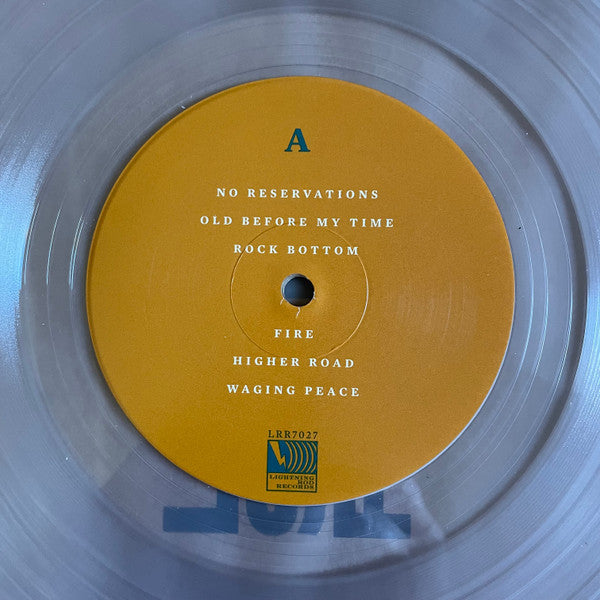 A
NO RESERVATIONS
OLD BEFORE MY TIME
ROCK BOTTOM
FIRE
HIGHER ROAD
WAGING PEACE
LRR7027
LIGHTNING
ROD
RECORDS